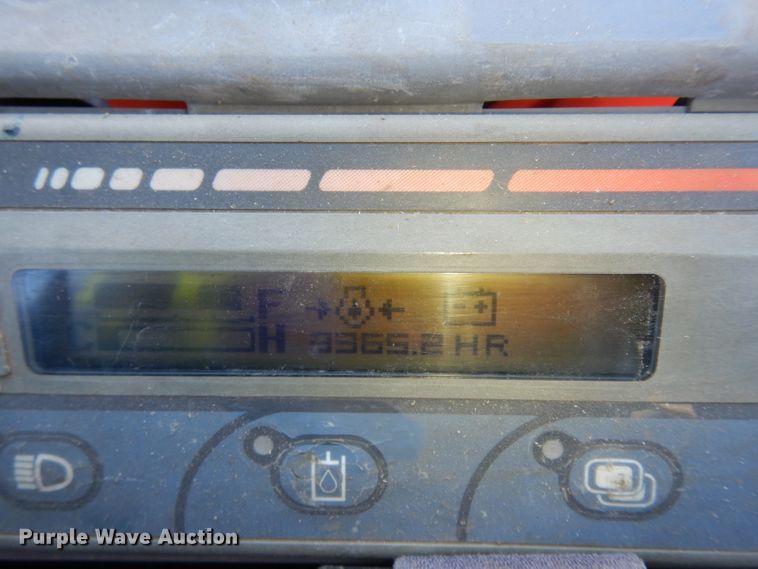 F
H 3365.2 HR
Purple Wave Auction